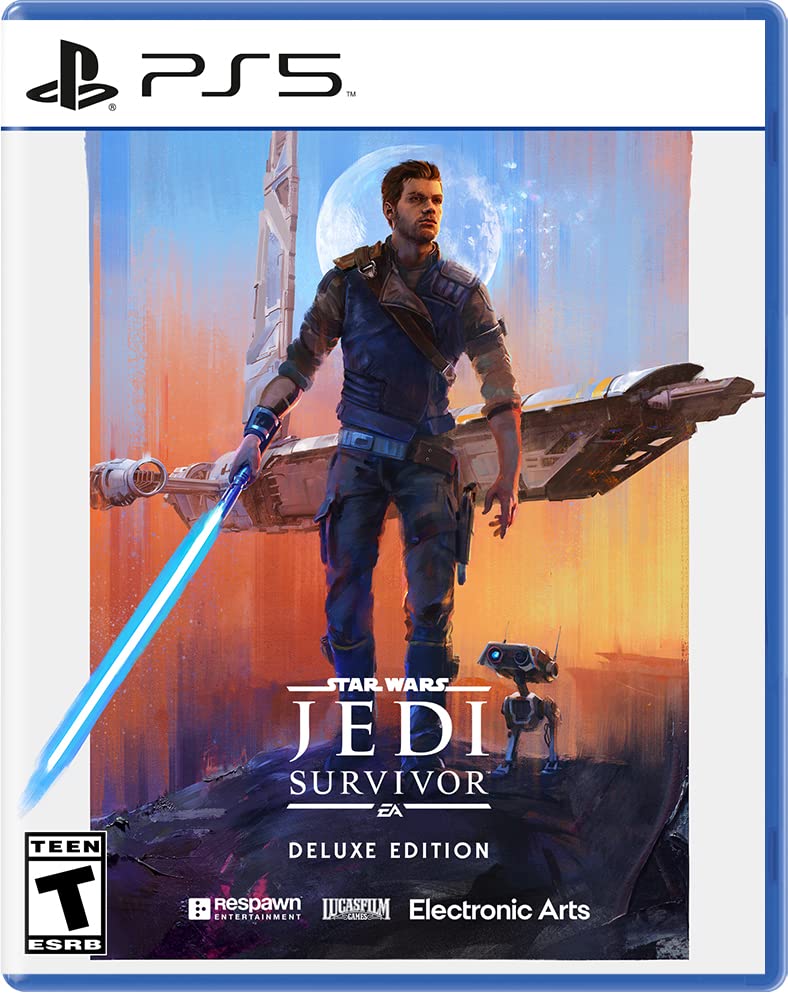 PS5
STAR WARS
JEDI
SURVIVOR
EA
DELUXE EDITION
Respawn
ENTERTAINMENT
LUCASFILM
GAMES
Electronic Arts
TEEN
T
ESRB